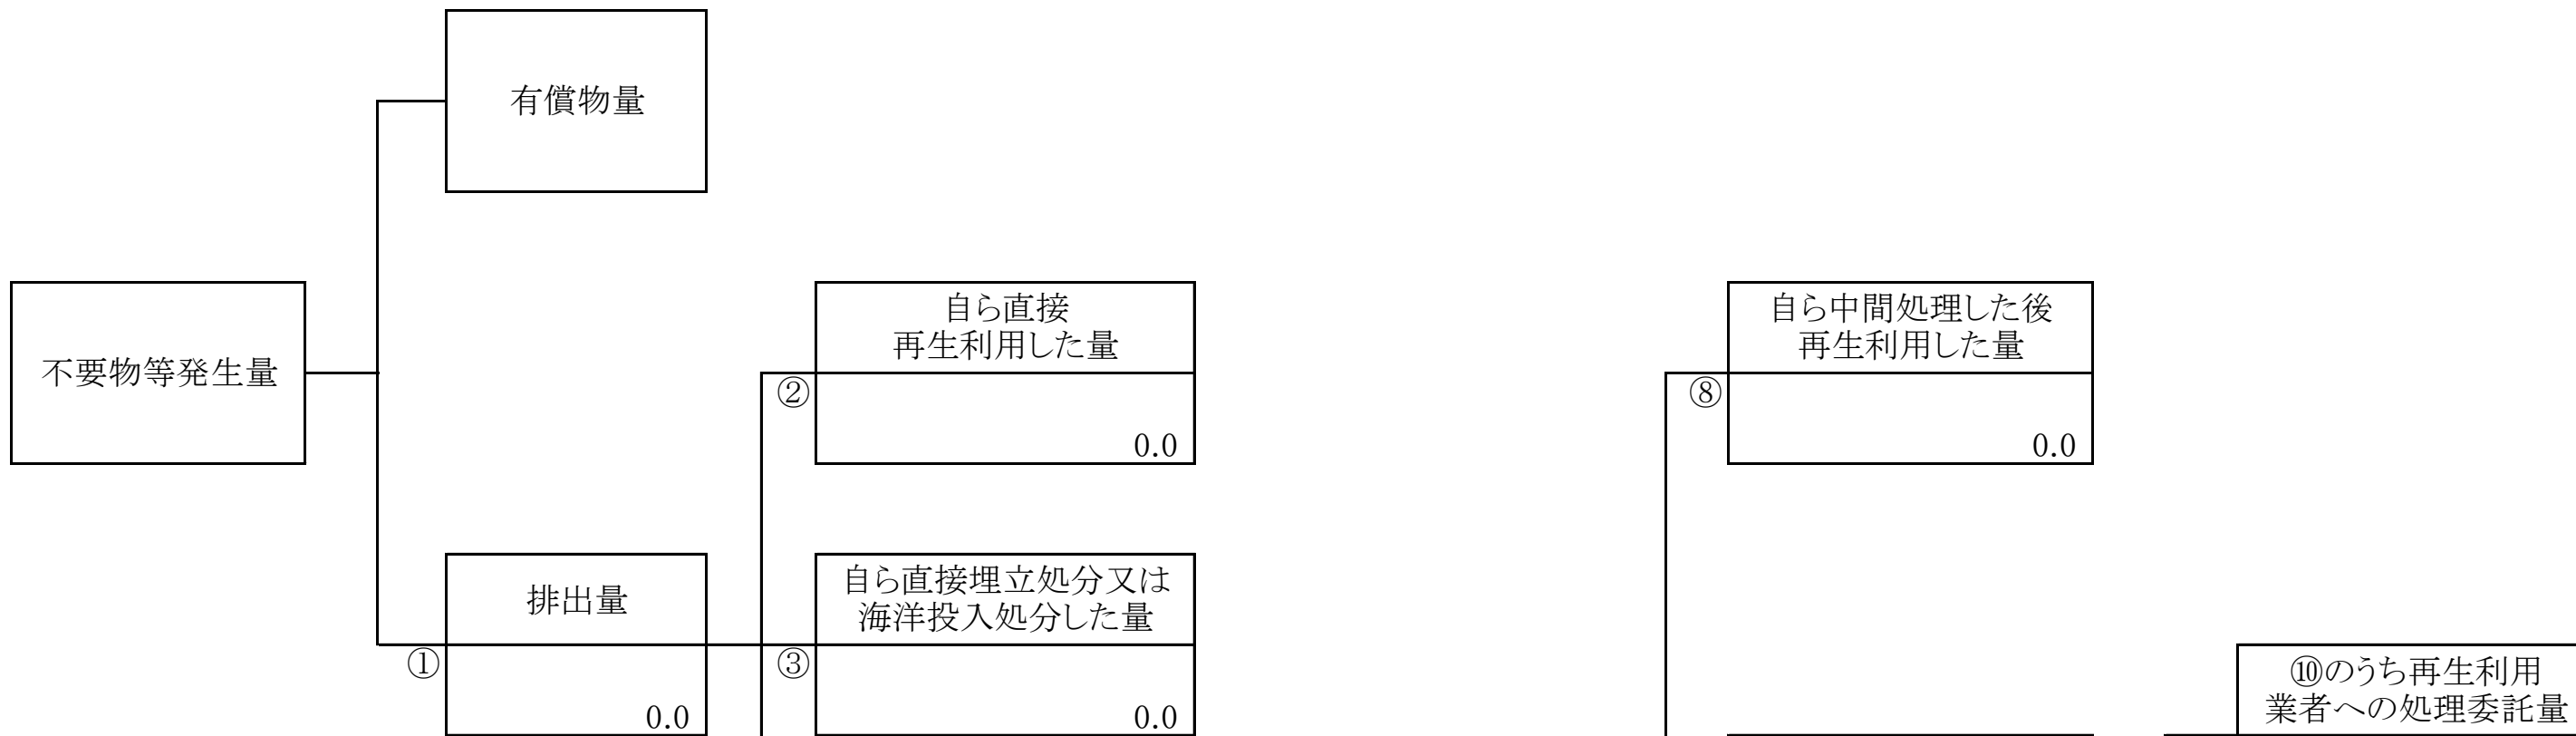 有償物量
不要物等発生量
自ら直接
再生利用した量
②
0.0
自ら中間処理した後
再生利用した量
⑧
0.0
排出量
①
0.0
自ら直接埋立処分又は
海洋投入処分した量
③
0.0
⑩のうち再生利用
業者への処理委託量